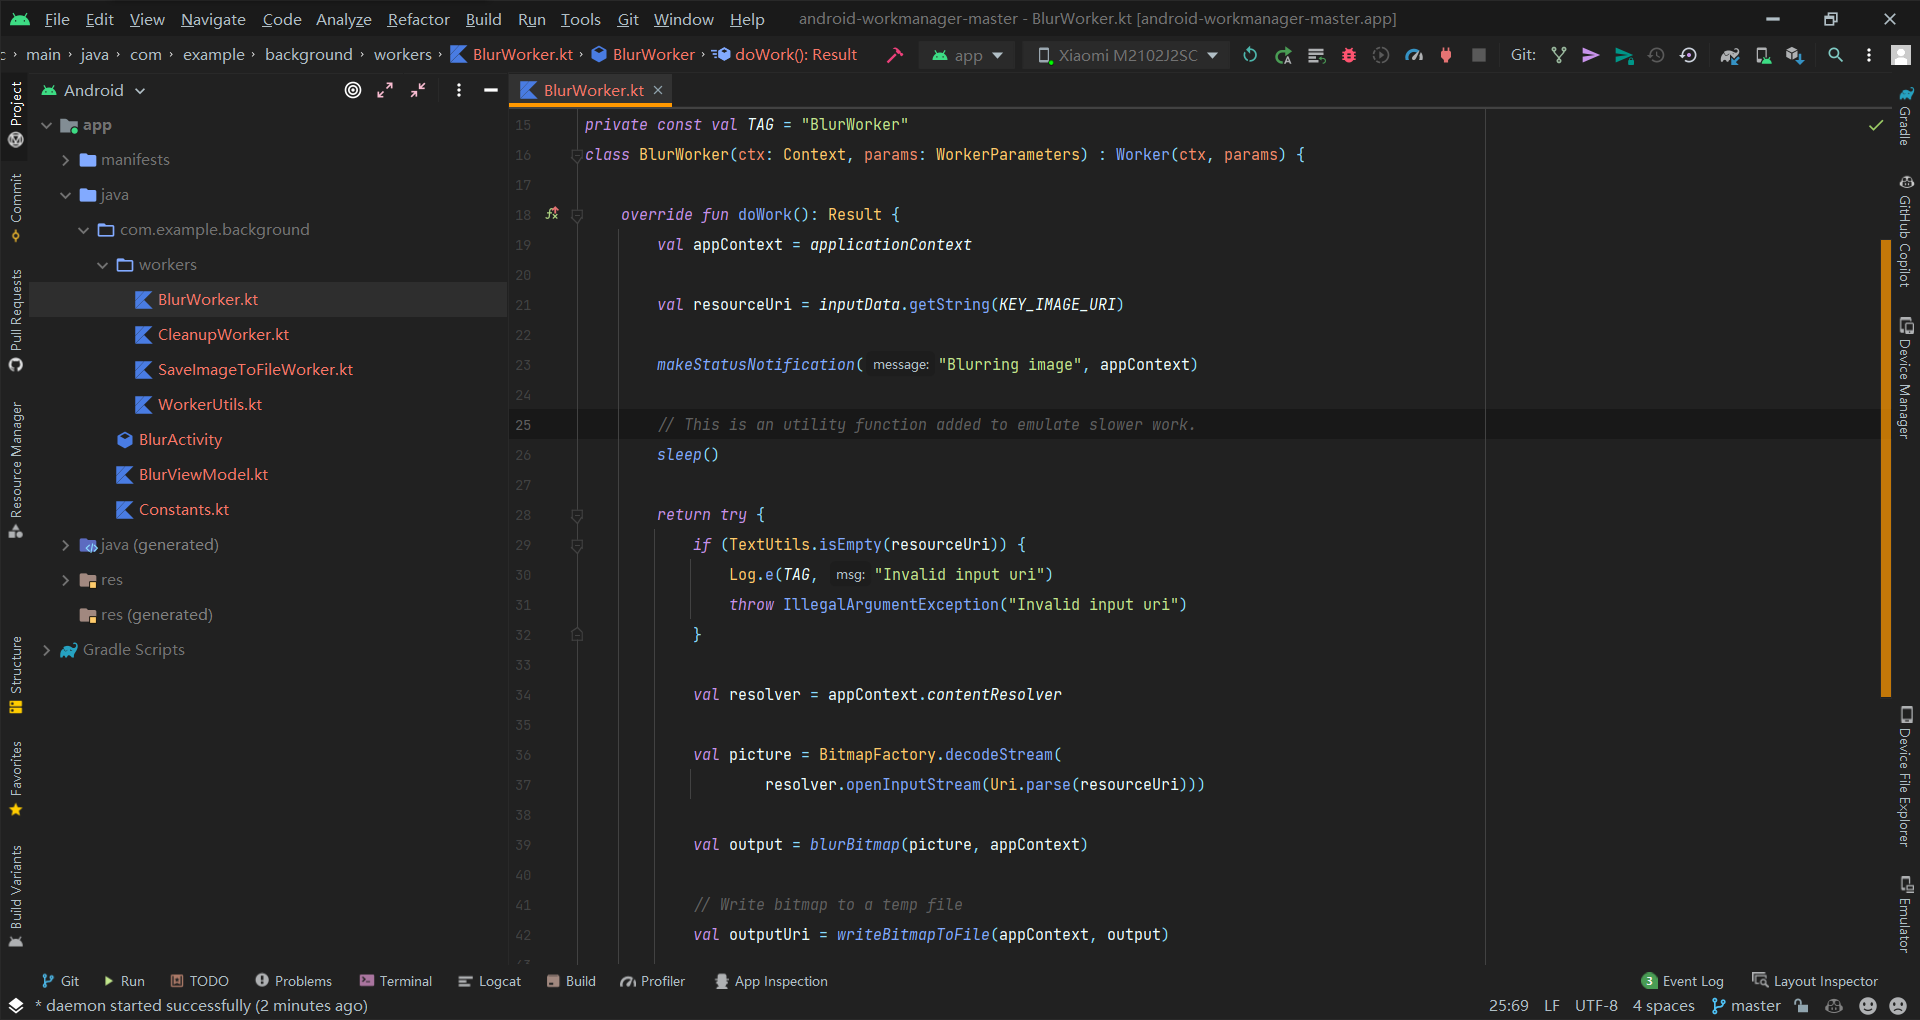 File Edit View Navigate Code Analyze Refactor Build Run Tools Git Window Help android-workmanager-master - BlurWorker.kt [android-workmanager-master.app]
c › main › java › com › example › background › workers › BlurWorker.kt › BlurWorker › doWork(): Result app Xiaomi M2102J2SC Git:
Project
Commit
Pull Requests
Resource Manager
Structure
Favorites
Build Variants
Android
app
manifests
java
com.example.background
workers
BlurWorker.kt
CleanupWorker.kt
SaveImageToFileWorker.kt
WorkerUtils.kt
BlurActivity
BlurViewModel.kt
Constants.kt
java (generated)
res
res (generated)
Gradle Scripts
BlurWorker.kt
15 private const val TAG = "BlurWorker"
16 class BlurWorker(ctx: Context, params: WorkerParameters) : Worker(ctx, params) {
17
18 override fun doWork(): Result {
19 val appContext = applicationContext
20
21 val resourceUri = inputData.getString(KEY_IMAGE_URI)
22
23 makeStatusNotification( message: "Blurring image", appContext)
24
25 // This is an utility function added to emulate slower work.
26 sleep()
27
28 return try {
29 if (TextUtils.isEmpty(resourceUri)) {
30 Log.e(TAG, msg: "Invalid input uri")
31 throw IllegalArgumentException("Invalid input uri")
32 }
33
34 val resolver = appContext.contentResolver
35
36 val picture = BitmapFactory.decodeStream(
37 resolver.openInputStream(Uri.parse(resourceUri)))
38
39 val output = blurBitmap(picture, appContext)
40
41 // Write bitmap to a temp file
42 val outputUri = writeBitmapToFile(appContext, output)
Gradle
GitHub Copilot
Device Manager
Device File Explorer
Emulator
Git Run TODO Problems Terminal Logcat Build Profiler App Inspection 3 Event Log Layout Inspector
* daemon started successfully (2 minutes ago) 25:69 LF UTF-8 4 spaces master